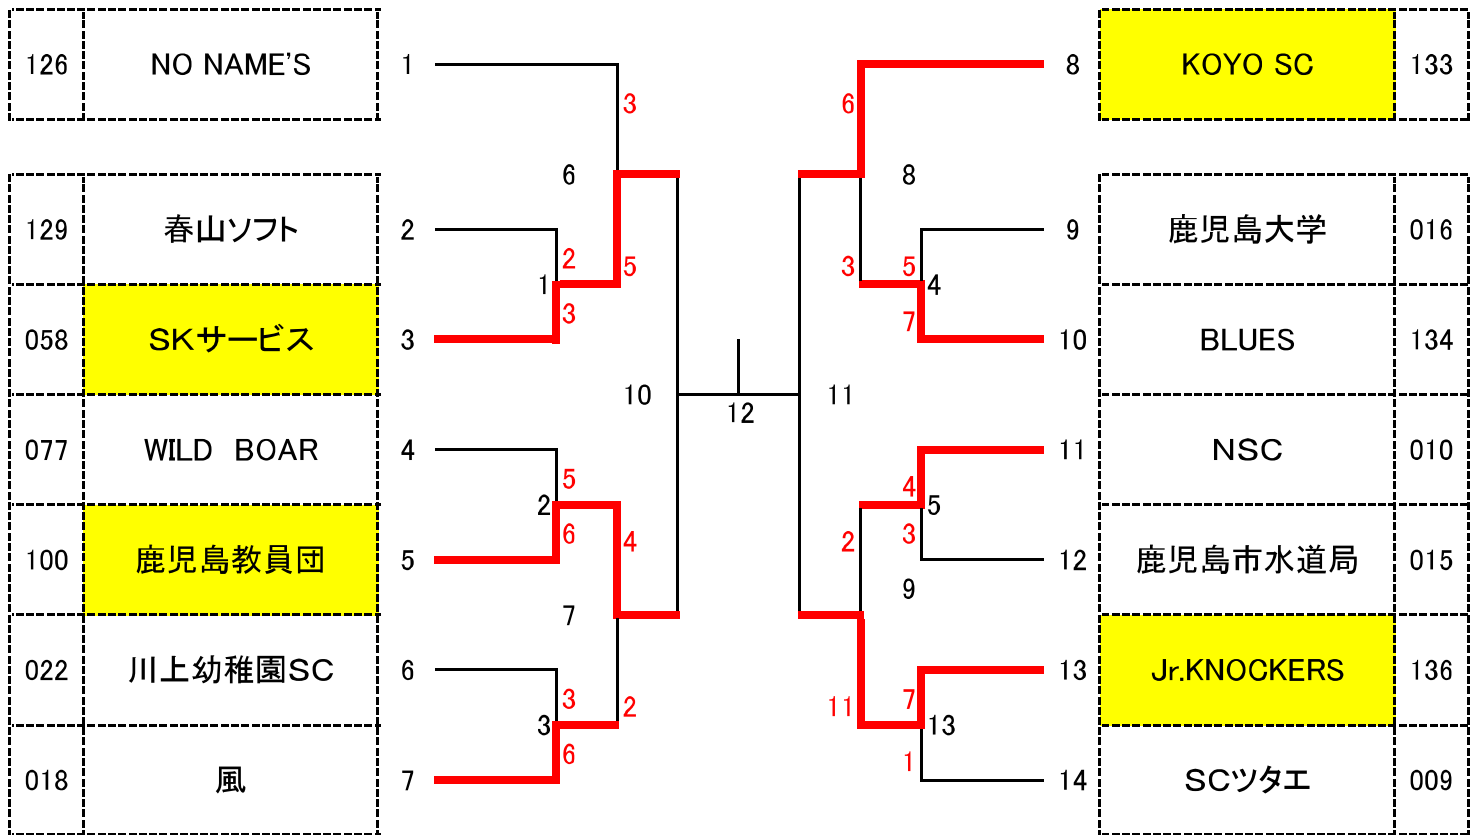 126 NO NAME'S 1 3 6 8 KOYO SC 133
6 8
129 春山ソフト 2 9 鹿児島大学 016
2 5 3 5
1 4
3 7
058 SKサービス 3 10 BLUES 134
10 11
12
077 WILD BOAR 4 11 NSC 010
5 4
2 5
6 4 2 3
100 鹿児島教員団 5 12 鹿児島市水道局 015
7 9
022 川上幼稚園SC 6 13 Jr.KNOCKERS 136
3 2 11 7
3 13
6 1
018 風 7 14 SCツタエ 009